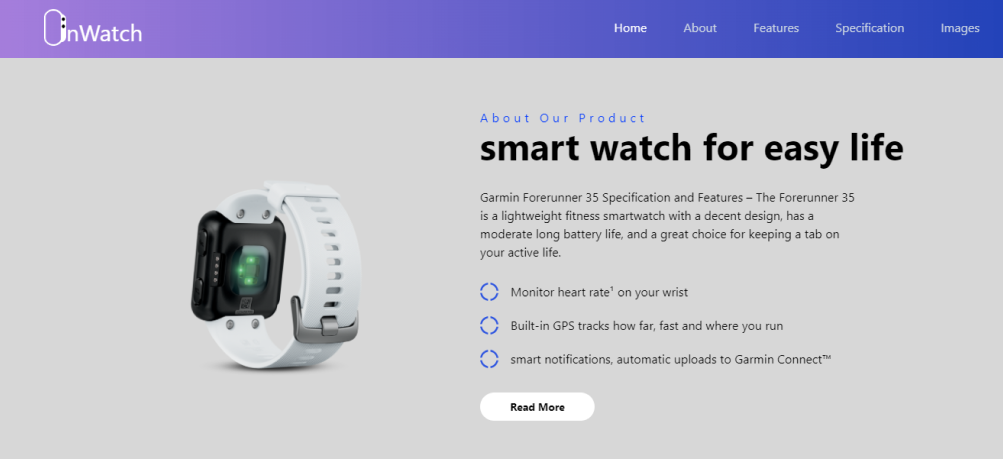 inWatch
Home About Features Specification Images
About Our Product
smart watch for easy life
Garmin Forerunner 35 Specification and Features – The Forerunner 35
is a lightweight fitness smartwatch with a decent design, has a
moderate long battery life, and a great choice for keeping a tab on
your active life.
Monitor heart rate¹ on your wrist
Built-in GPS tracks how far, fast and where you run
smart notifications, automatic uploads to Garmin Connect™
Read More